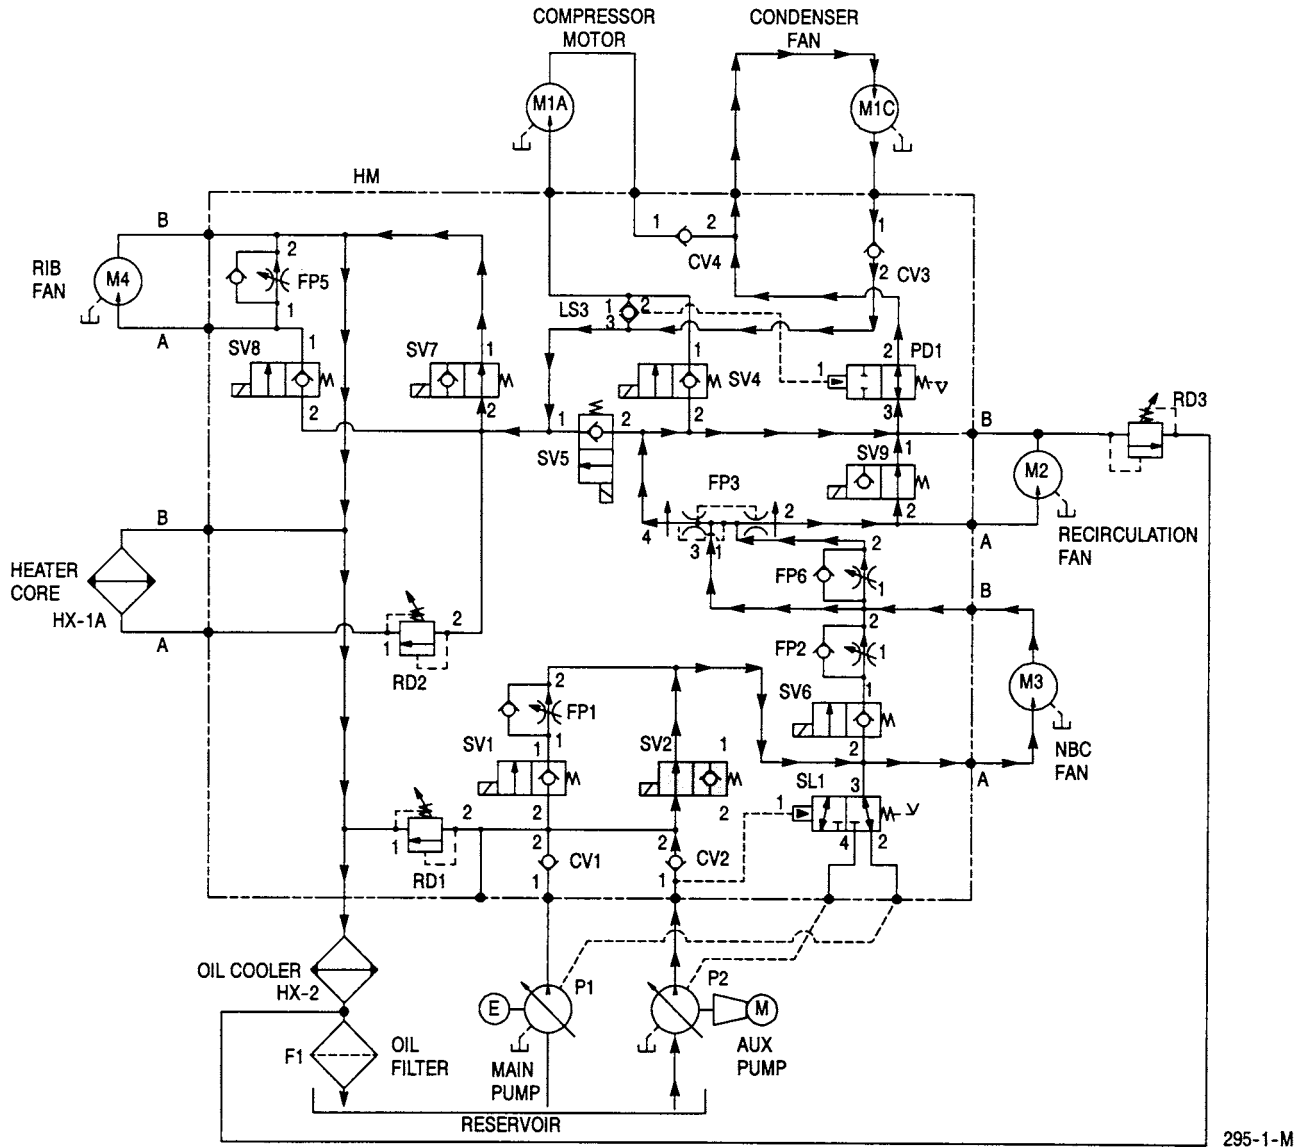 COMPRESSOR
MOTOR
CONDENSER
FAN
M1A
M1C
HM
B
1
2
1
CV4
2
CV3
RIB
FAN
M4
2
FP5
1
LS3
1
2
3
A
SV8
1
SV7
1
1
SV4
2
PD1
1
RD3
2
2
2
3
B
1
2
SV5
SV9
1
M2
FP3
2
2
4
3
1
A
RECIRCULATION
FAN
B
2
HEATER
CORE
FP6
1
B
HX-1A
A
2
1
RD2
2
FP2
1
M3
2
FP1
1
SV6
1
2
NBC
FAN
A
SV1
1
SV2
1
SL1
3
1
2
2
4
2
2
1
RD1
2
CV1
1
2
CV2
1
OIL COOLER
HX-2
E
P1
P2
M
F1
OIL
FILTER
MAIN
PUMP
AUX
PUMP
RESERVOIR
295-1-M